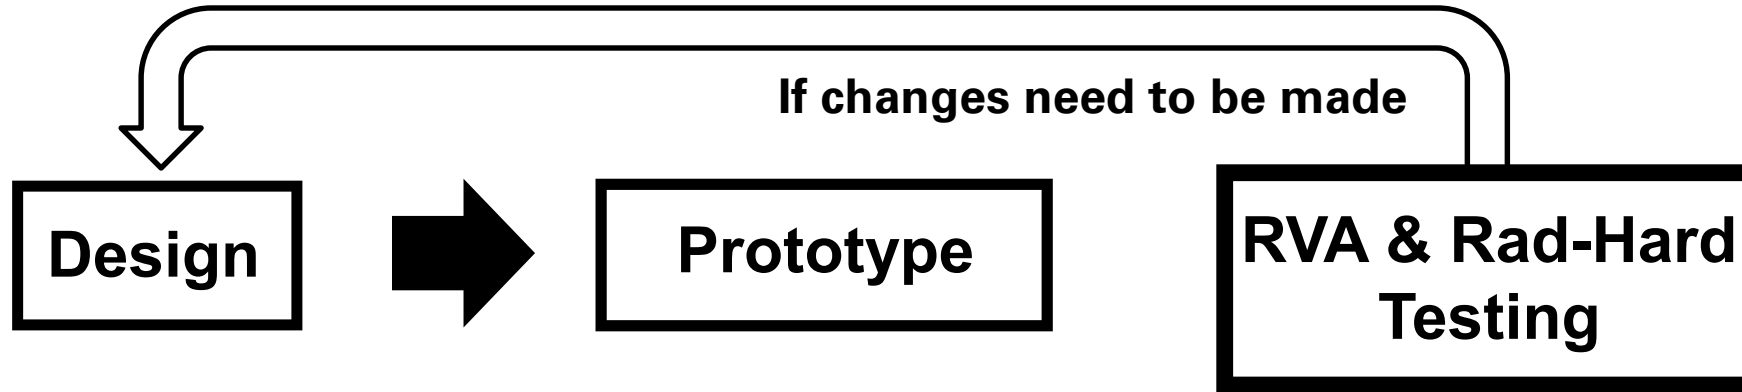 If changes need to be made
Design
Prototype
RVA & Rad-Hard
Testing